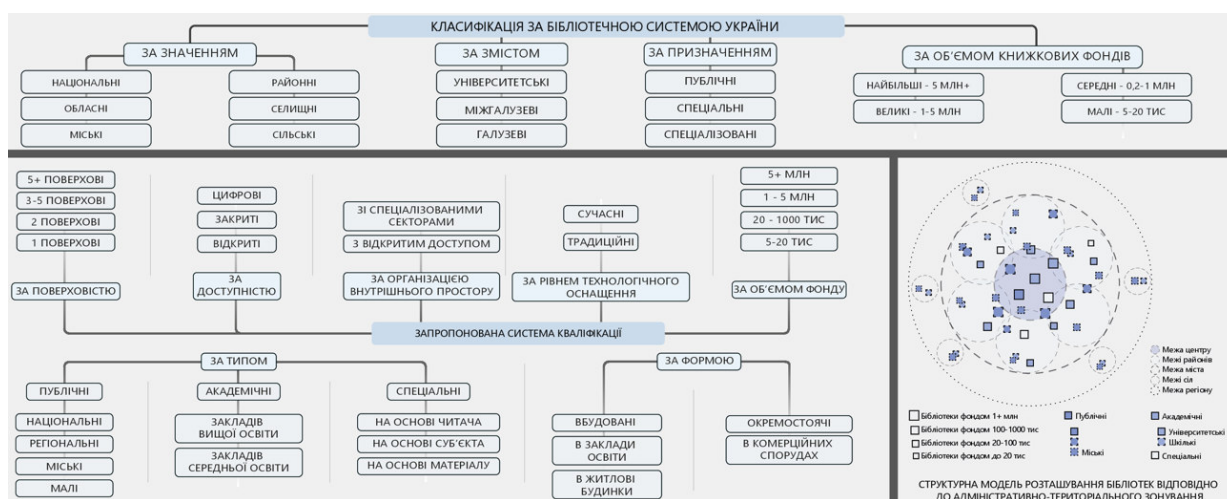 КЛАСИФІКАЦІЯ ЗА БІБЛІОТЕЧНОЮ СИСТЕМОЮ УКРАЇНИ
ЗА ЗНАЧЕННЯМ
НАЦІОНАЛЬНІ
РАЙОННІ
ОБЛАСНІ
СЕЛИЩНІ
МІСЬКІ
СІЛЬСЬКІ
ЗА ЗМІСТОМ
УНІВЕРСИТЕТСЬКІ
МІЖГАЛУЗЕВІ
ГАЛУЗЕВІ
ЗА ПРИЗНАЧЕННЯМ
ПУБЛІЧНІ
СПЕЦІАЛЬНІ
СПЕЦІАЛІЗОВАНІ
ЗА ОБ’ЄМОМ КНИЖКОВИХ ФОНДІВ
НАЙБІЛЬШІ - 5 МЛН+
СЕРЕДНІ - 0,2-1 МЛН
ВЕЛИКІ - 1-5 МЛН
МАЛІ - 5-20 ТИС
5+ ПОВЕРХОВІ
3-5 ПОВЕРХОВІ
2 ПОВЕРХОВІ
1 ПОВЕРХОВІ
ЗА ПОВЕРХОВІСТЮ
ЦИФРОВІ
ЗАКРИТІ
ВІДКРИТІ
ЗА
ДОСТУПНІСТЮ
ЗІ СПЕЦІАЛІЗОВАНИМИ
СЕКТОРАМИ
З ВІДКРИТИМ ДОСТУПОМ
ЗА ОРГАНІЗАЦІЄЮ
ВНУТРІШНЬОГО ПРОСТОРУ
СУЧАСНІ
ТРАДИЦІЙНІ
ЗА РІВНЕМ ТЕХНОЛОГІЧНОГО
ОСНАЩЕННЯ
5+ МЛН
1 - 5 МЛН
20 - 1000 ТИС
5-20 ТИС
ЗА ОБ’ЄМОМ ФОНДУ
ЗАПРОПОНОВАНА СИСТЕМА КВАЛІФІКАЦІЇ
ЗА ТИПОМ
ПУБЛІЧНІ
НАЦІОНАЛЬНІ
РЕГІОНАЛЬНІ
МІСЬКІ
МАЛІ
АКАДЕМІЧНІ
ЗАКЛАДІВ
ВИЩОЇ ОСВІТИ
ЗАКЛАДІВ
СЕРЕДНЬОЇ ОСВІТИ
СПЕЦІАЛЬНІ
НА ОСНОВІ ЧИТАЧА
НА ОСНОВІ СУБ’ЄКТА
НА ОСНОВІ МАТЕРІАЛУ
ЗА ФОРМОЮ
ВБУДОВАНІ
В ЗАКЛАДИ
ОСВІТИ
В ЖИТЛОВІ
БУДИНКИ
ОКРЕМОСТОЯЧІ
В КОМЕРЦІЙНИХ
СПОРУДАХ
Межа центру
Межі районів
Межа міста
Межі сіл
Межа регіону
Бібліотеки фондом 1+ млн
Бібліотеки фондом 100-1000 тис
Бібліотеки фондом 20-100 тис
Бібліотеки фондом до 20 тис
Публічні
Міські
Академічні
Університетські
Шкількі
Спеціальні
СТРУКТУРНА МОДЕЛЬ РОЗТАШУВАННЯ БІБЛІОТЕК ВІДПОВІДНО
ДО АДМІНІСТРАТИВНО-ТЕРИТОРІАЛЬНОГО ЗОНУВАННЯ